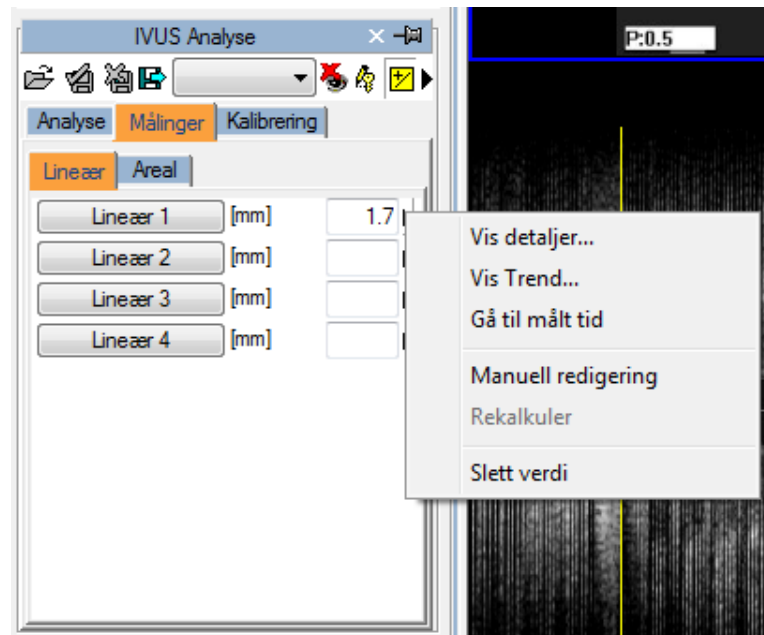 IVUS Analyse
P:0.5
Analyse Målinger Kalibrering
Lineær Areal
Lineær 1 [mm] 1.7
Lineær 2 [mm]
Lineær 3 [mm]
Lineær 4 [mm]
Vis detaljer...
Vis Trend...
Gå til målt tid
Manuell redigering
Rekalkuler
Slett verdi